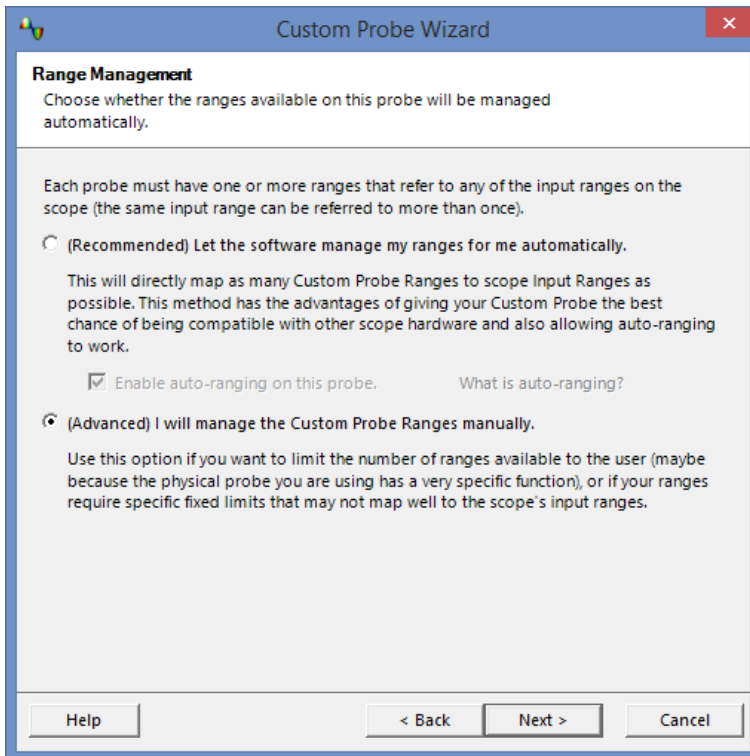 Custom Probe Wizard
Range Management
Choose whether the ranges available on this probe will be managed
automatically.
Each probe must have one or more ranges that refer to any of the input ranges on the
scope (the same input range can be referred to more than once).
(Recommended) Let the software manage my ranges for me automatically.
This will directly map as many Custom Probe Ranges to scope Input Ranges as
possible. This method has the advantages of giving your Custom Probe the best
chance of being compatible with other scope hardware and also allowing auto-ranging
to work.
Enable auto-ranging on this probe. What is auto-ranging?
(Advanced) I will manage the Custom Probe Ranges manually.
Use this option if you want to limit the number of ranges available to the user (maybe
because the physical probe you are using has a very specific function), or if your ranges
require specific fixed limits that may not map well to the scope's input ranges.
Help < Back Next > Cancel